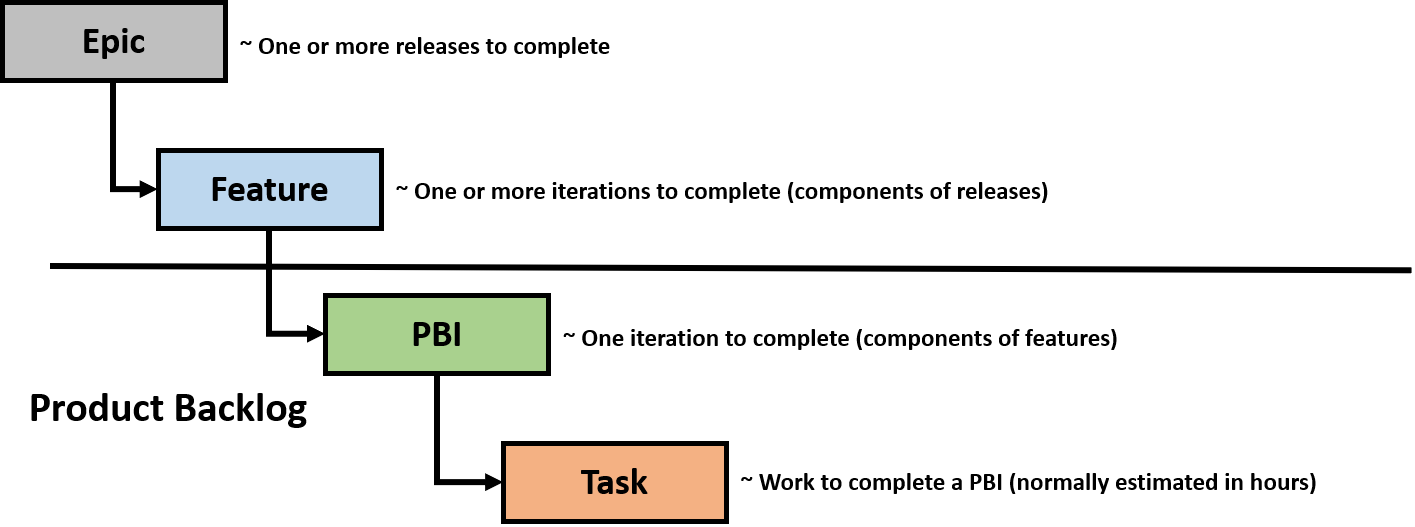 Epic
~ One or more releases to complete
Feature
~ One or more iterations to complete (components of releases)
PBI
~ One iteration to complete (components of features)
Product Backlog
Task
~ Work to complete a PBI (normally estimated in hours)